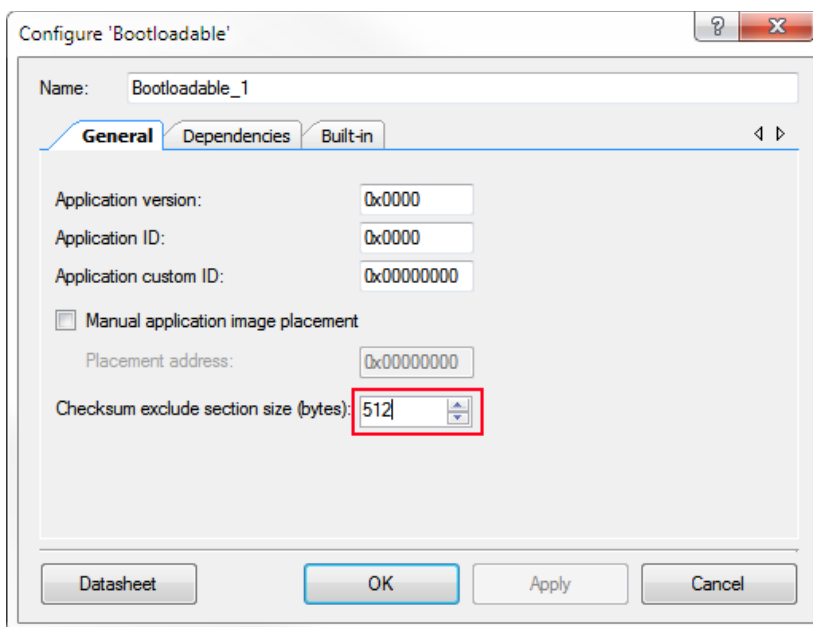 Configure 'Bootloadable'
Name: Bootloadable_1
General Dependencies Built-in
Application version: 0x0000
Application ID: 0x0000
Application custom ID: 0x00000000
Manual application image placement
Placement address: 0x00000000
Checksum exclude section size (bytes): 512
Datasheet OK Apply Cancel